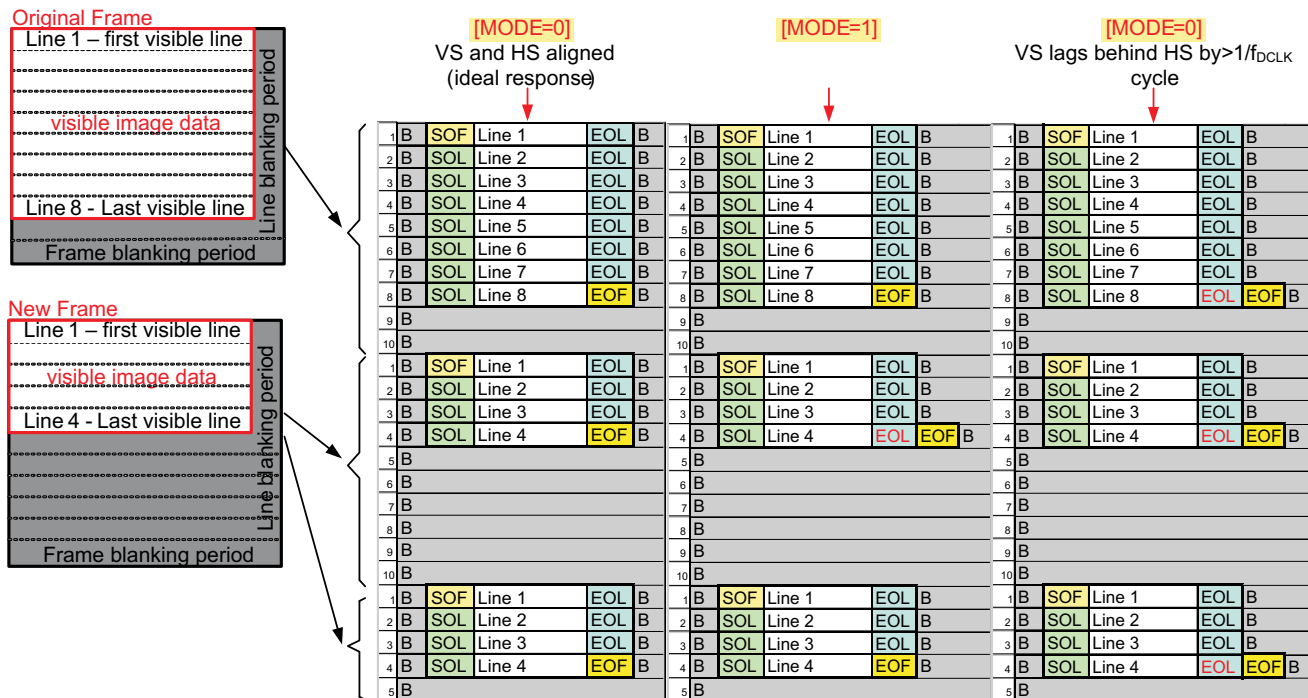 Original Frame
Line 1 – first visible line
visible image data
Line 8 - Last visible line
Line blanking period
Frame blanking period
New Frame
Line 1 – first visible line
visible image data
Line 4 - Last visible line
Line blanking period
Frame blanking period
[MODE=0]
VS and HS aligned
(ideal response)
1 B SOF Line 1 EOL B
2 B SOL Line 2 EOL B
3 B SOL Line 3 EOL B
4 B SOL Line 4 EOL B
5 B SOL Line 5 EOL B
6 B SOL Line 6 EOL B
7 B SOL Line 7 EOL B
8 B SOL Line 8 EOF B
9 B
10 B
1 B SOF Line 1 EOL B
2 B SOL Line 2 EOL B
3 B SOL Line 3 EOL B
4 B SOL Line 4 EOF B
5 B
6 B
7 B
8 B
9 B
10 B
1 B SOF Line 1 EOL B
2 B SOL Line 2 EOL B
3 B SOL Line 3 EOL B
4 B SOL Line 4 EOF B
5 B
[MODE=1]
1 B SOF Line 1 EOL B
2 B SOL Line 2 EOL B
3 B SOL Line 3 EOL B
4 B SOL Line 4 EOL B
5 B SOL Line 5 EOL B
6 B SOL Line 6 EOL B
7 B SOL Line 7 EOL B
8 B SOL Line 8 EOF B
9 B
10 B
1 B SOF Line 1 EOL B
2 B SOL Line 2 EOL B
3 B SOL Line 3 EOL B
4 B SOL Line 4 EOL EOF B
5 B
6 B
7 B
8 B
9 B
10 B
1 B SOF Line 1 EOL B
2 B SOL Line 2 EOL B
3 B SOL Line 3 EOL B
4 B SOL Line 4 EOF B
5 B
[MODE=0]
VS lags behind HS by>1/fDCLK
cycle
1 B SOF Line 1 EOL B
2 B SOL Line 2 EOL B
3 B SOL Line 3 EOL B
4 B SOL Line 4 EOL B
5 B SOL Line 5 EOL B
6 B SOL Line 6 EOL B
7 B SOL Line 7 EOL B
8 B SOL Line 8 EOL EOF B
9 B
10 B
1 B SOF Line 1 EOL B
2 B SOL Line 2 EOL B
3 B SOL Line 3 EOL B
4 B SOL Line 4 EOL EOF B
5 B
6 B
7 B
8 B
9 B
10 B
1 B SOF Line 1 EOL B
2 B SOL Line 2 EOL B
3 B SOL Line 3 EOL B
4 B SOL Line 4 EOL EOF B
5 B